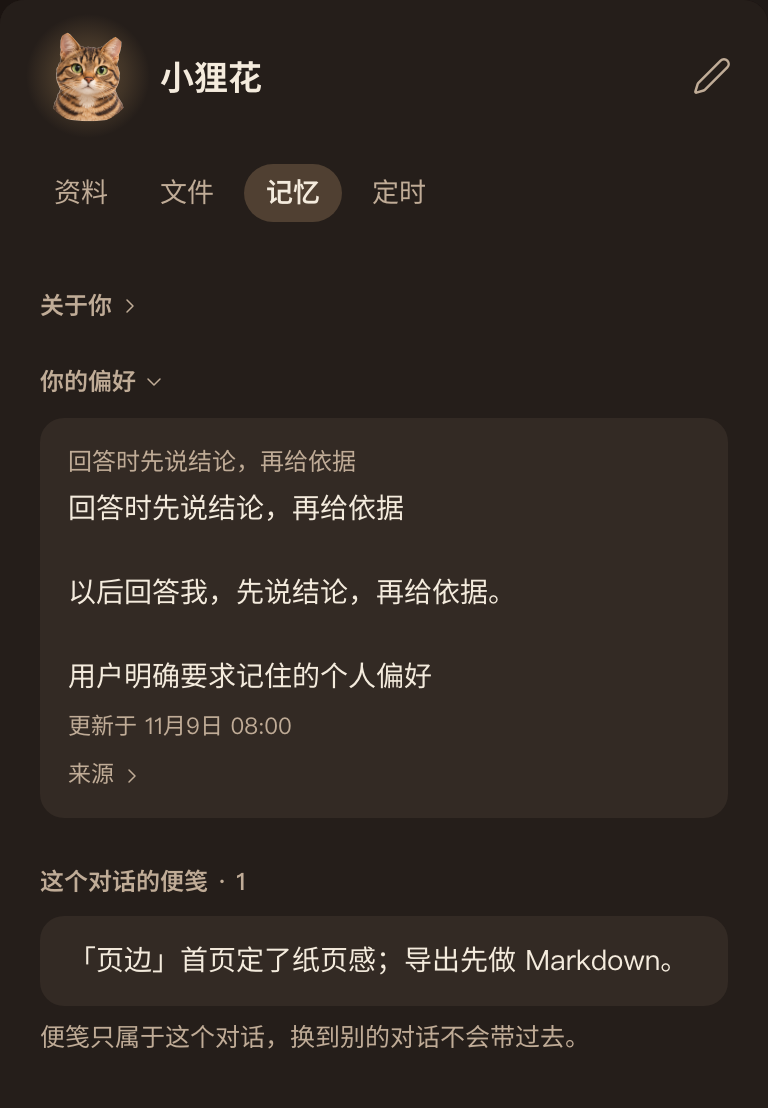 小狸花
资料
文件
记忆
定时
关于你
你的偏好
回答时先说结论，再给依据
回答时先说结论，再给依据
以后回答我，先说结论，再给依据。
用户明确要求记住的个人偏好
更新于 11月9日 08:00
来源
这个对话的便笺 · 1
「页边」首页定了纸页感；导出先做 Markdown。
便笺只属于这个对话，换到别的对话不会带过去。